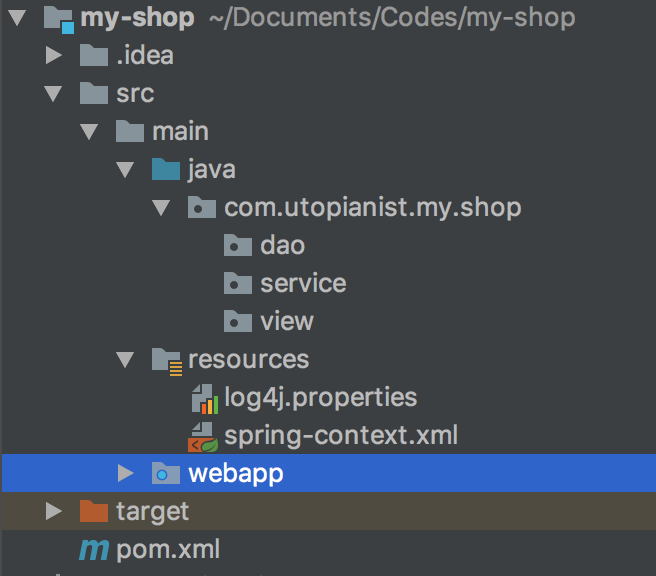 my-shop ~/Documents/Codes/my-shop
.idea
src
main
java
com.utopianist.my.shop
dao
service
view
resources
log4j.properties
spring-context.xml
webapp
target
pom.xml